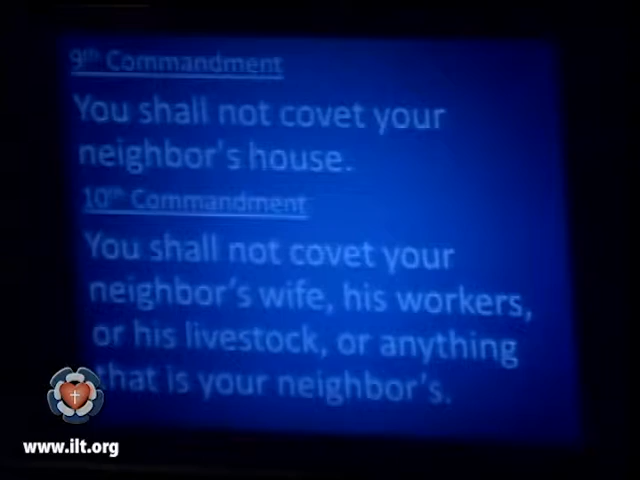 9th Commandment
You shall not covet your
neighbor's house.
10th Commandment
You shall not covet your
neighbor's wife, his workers,
or his livestock, or anything
that is your neighbor's.
www.ilt.org